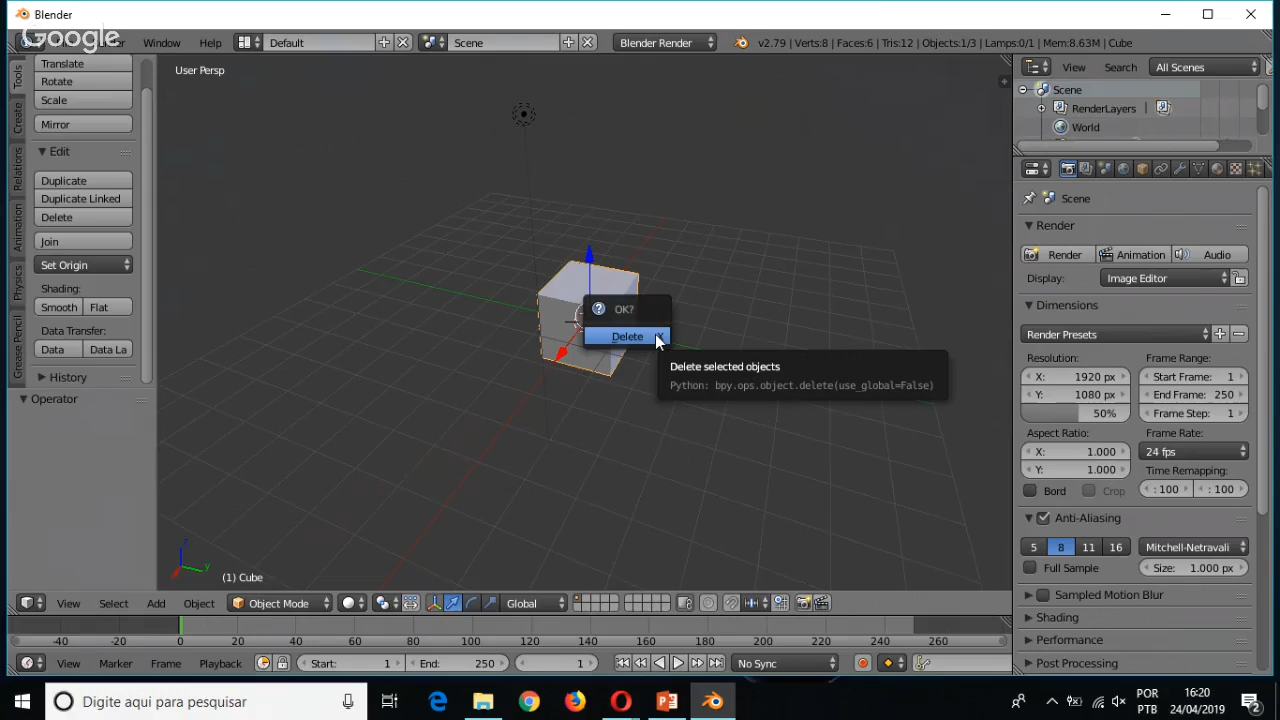 Blender
Google
Window Help Default Scene Blender Render v2.79 | Verts:8 | Faces:6 | Tris:12 | Objects:1/3 | Lamps:0/1 | Mem:8.63M | Cube
Tools
Create
Relations
Animation
Physics
Grease Pencil
Translate
Rotate
Scale
Mirror
Edit
Duplicate
Duplicate Linked
Delete
Join
Set Origin
Shading:
Smooth Flat
Data Transfer:
Data Data La
History
Operator
User Persp
OK?
Delete X
Delete selected objects
Python: bpy.ops.object.delete(use_global=False)
(1) Cube
View Select Add Object Object Mode Global
-40 -20 0 20 40 60 80 100 120 140 160 180 200 220 240 260
View Marker Frame Playback Start: 1 End: 250 1 No Sync
View Search All Scenes
Scene
RenderLayers
World
Scene
Render
Render Animation Audio
Display: Image Editor
Dimensions
Render Presets
Resolution: Frame Range:
X: 1920 px Start Frame: 1
Y: 1080 px End Frame: 250
50% Frame Step: 1
Aspect Ratio: Frame Rate:
X: 1.000 24 fps
Y: 1.000 Time Remapping:
Bord Crop : 100 : 100
Anti-Aliasing
5 8 11 16 Mitchell-Netravali
Full Sample Size: 1.000 px
Sampled Motion Blur
Shading
Performance
Post Processing
Digite aqui para pesquisar
POR
PTB
16:20
24/04/2019
2